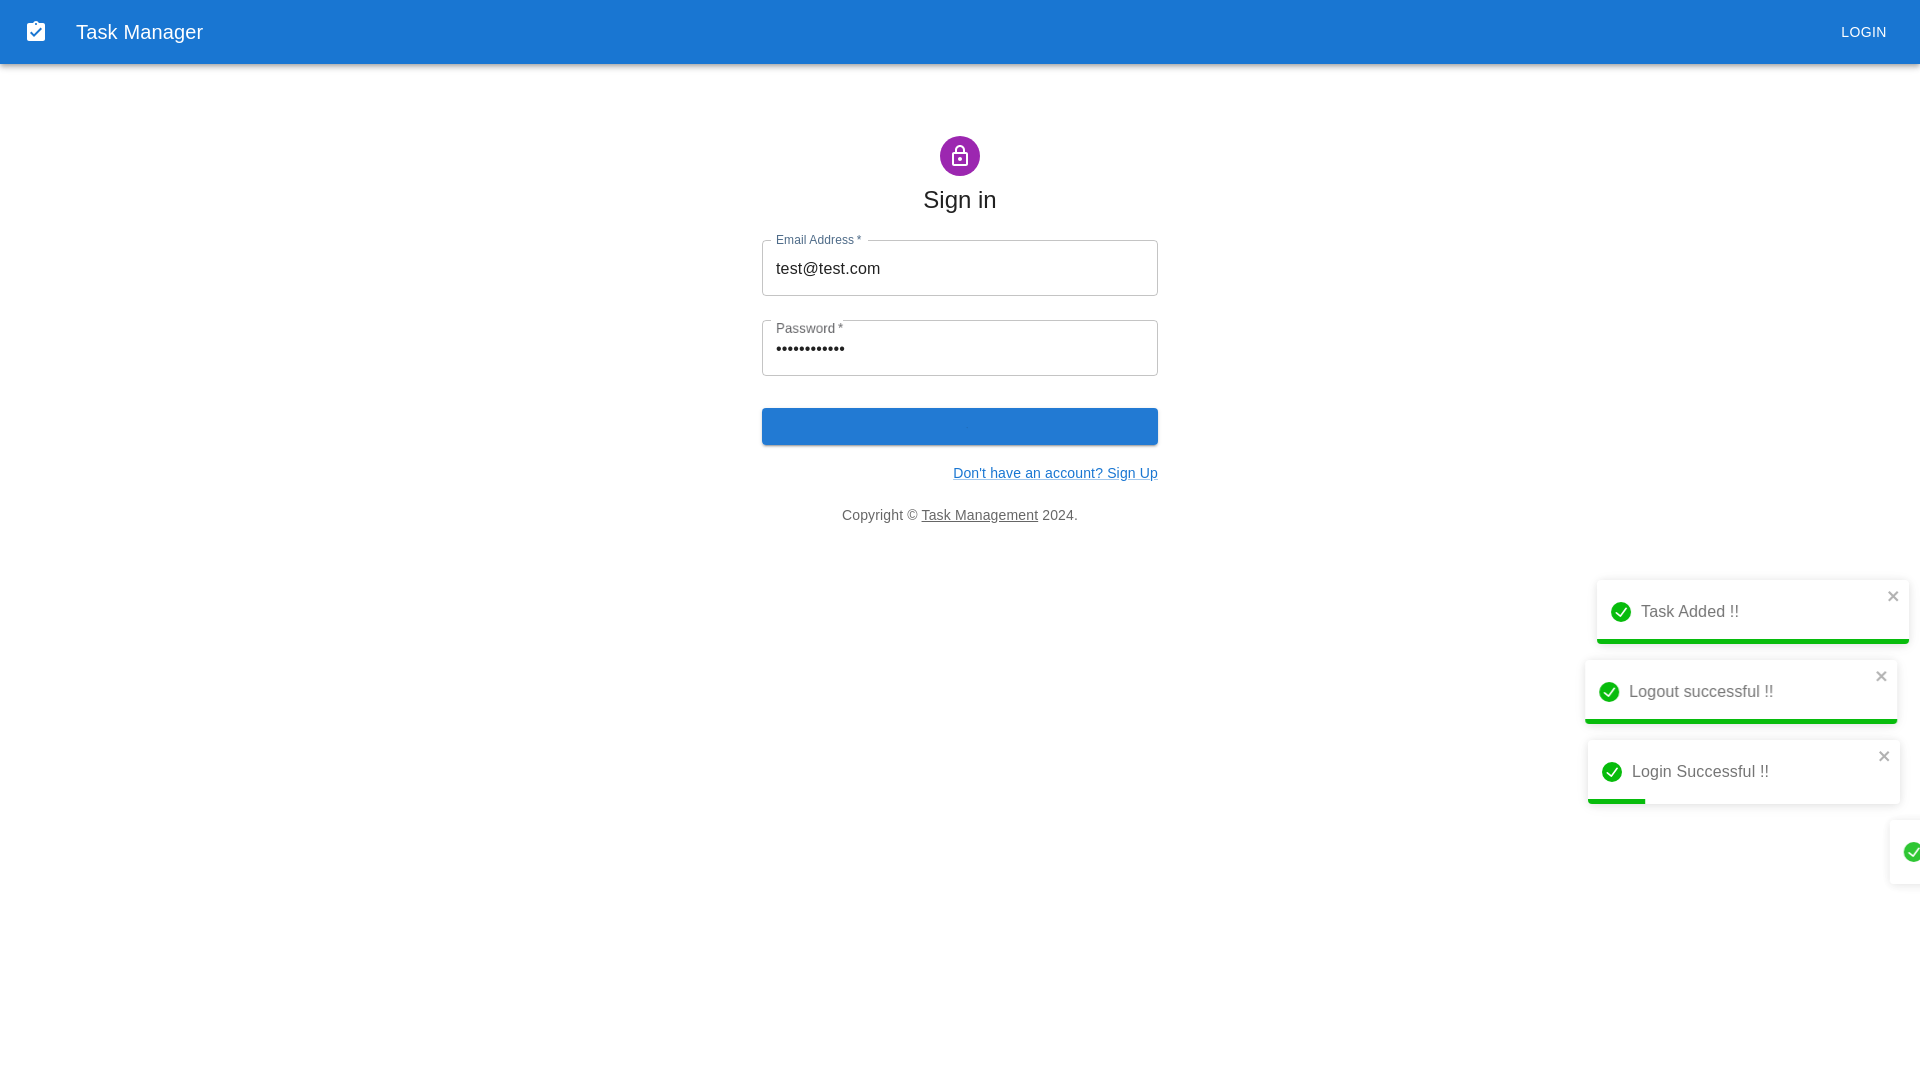 Task Manager
LOGIN
Sign in
Email Address *
test@test.com
Password *
••••••••••••
Don't have an account? Sign Up
Copyright © Task Management 2024.
Task Added !!
Logout successful !!
Login Successful !!